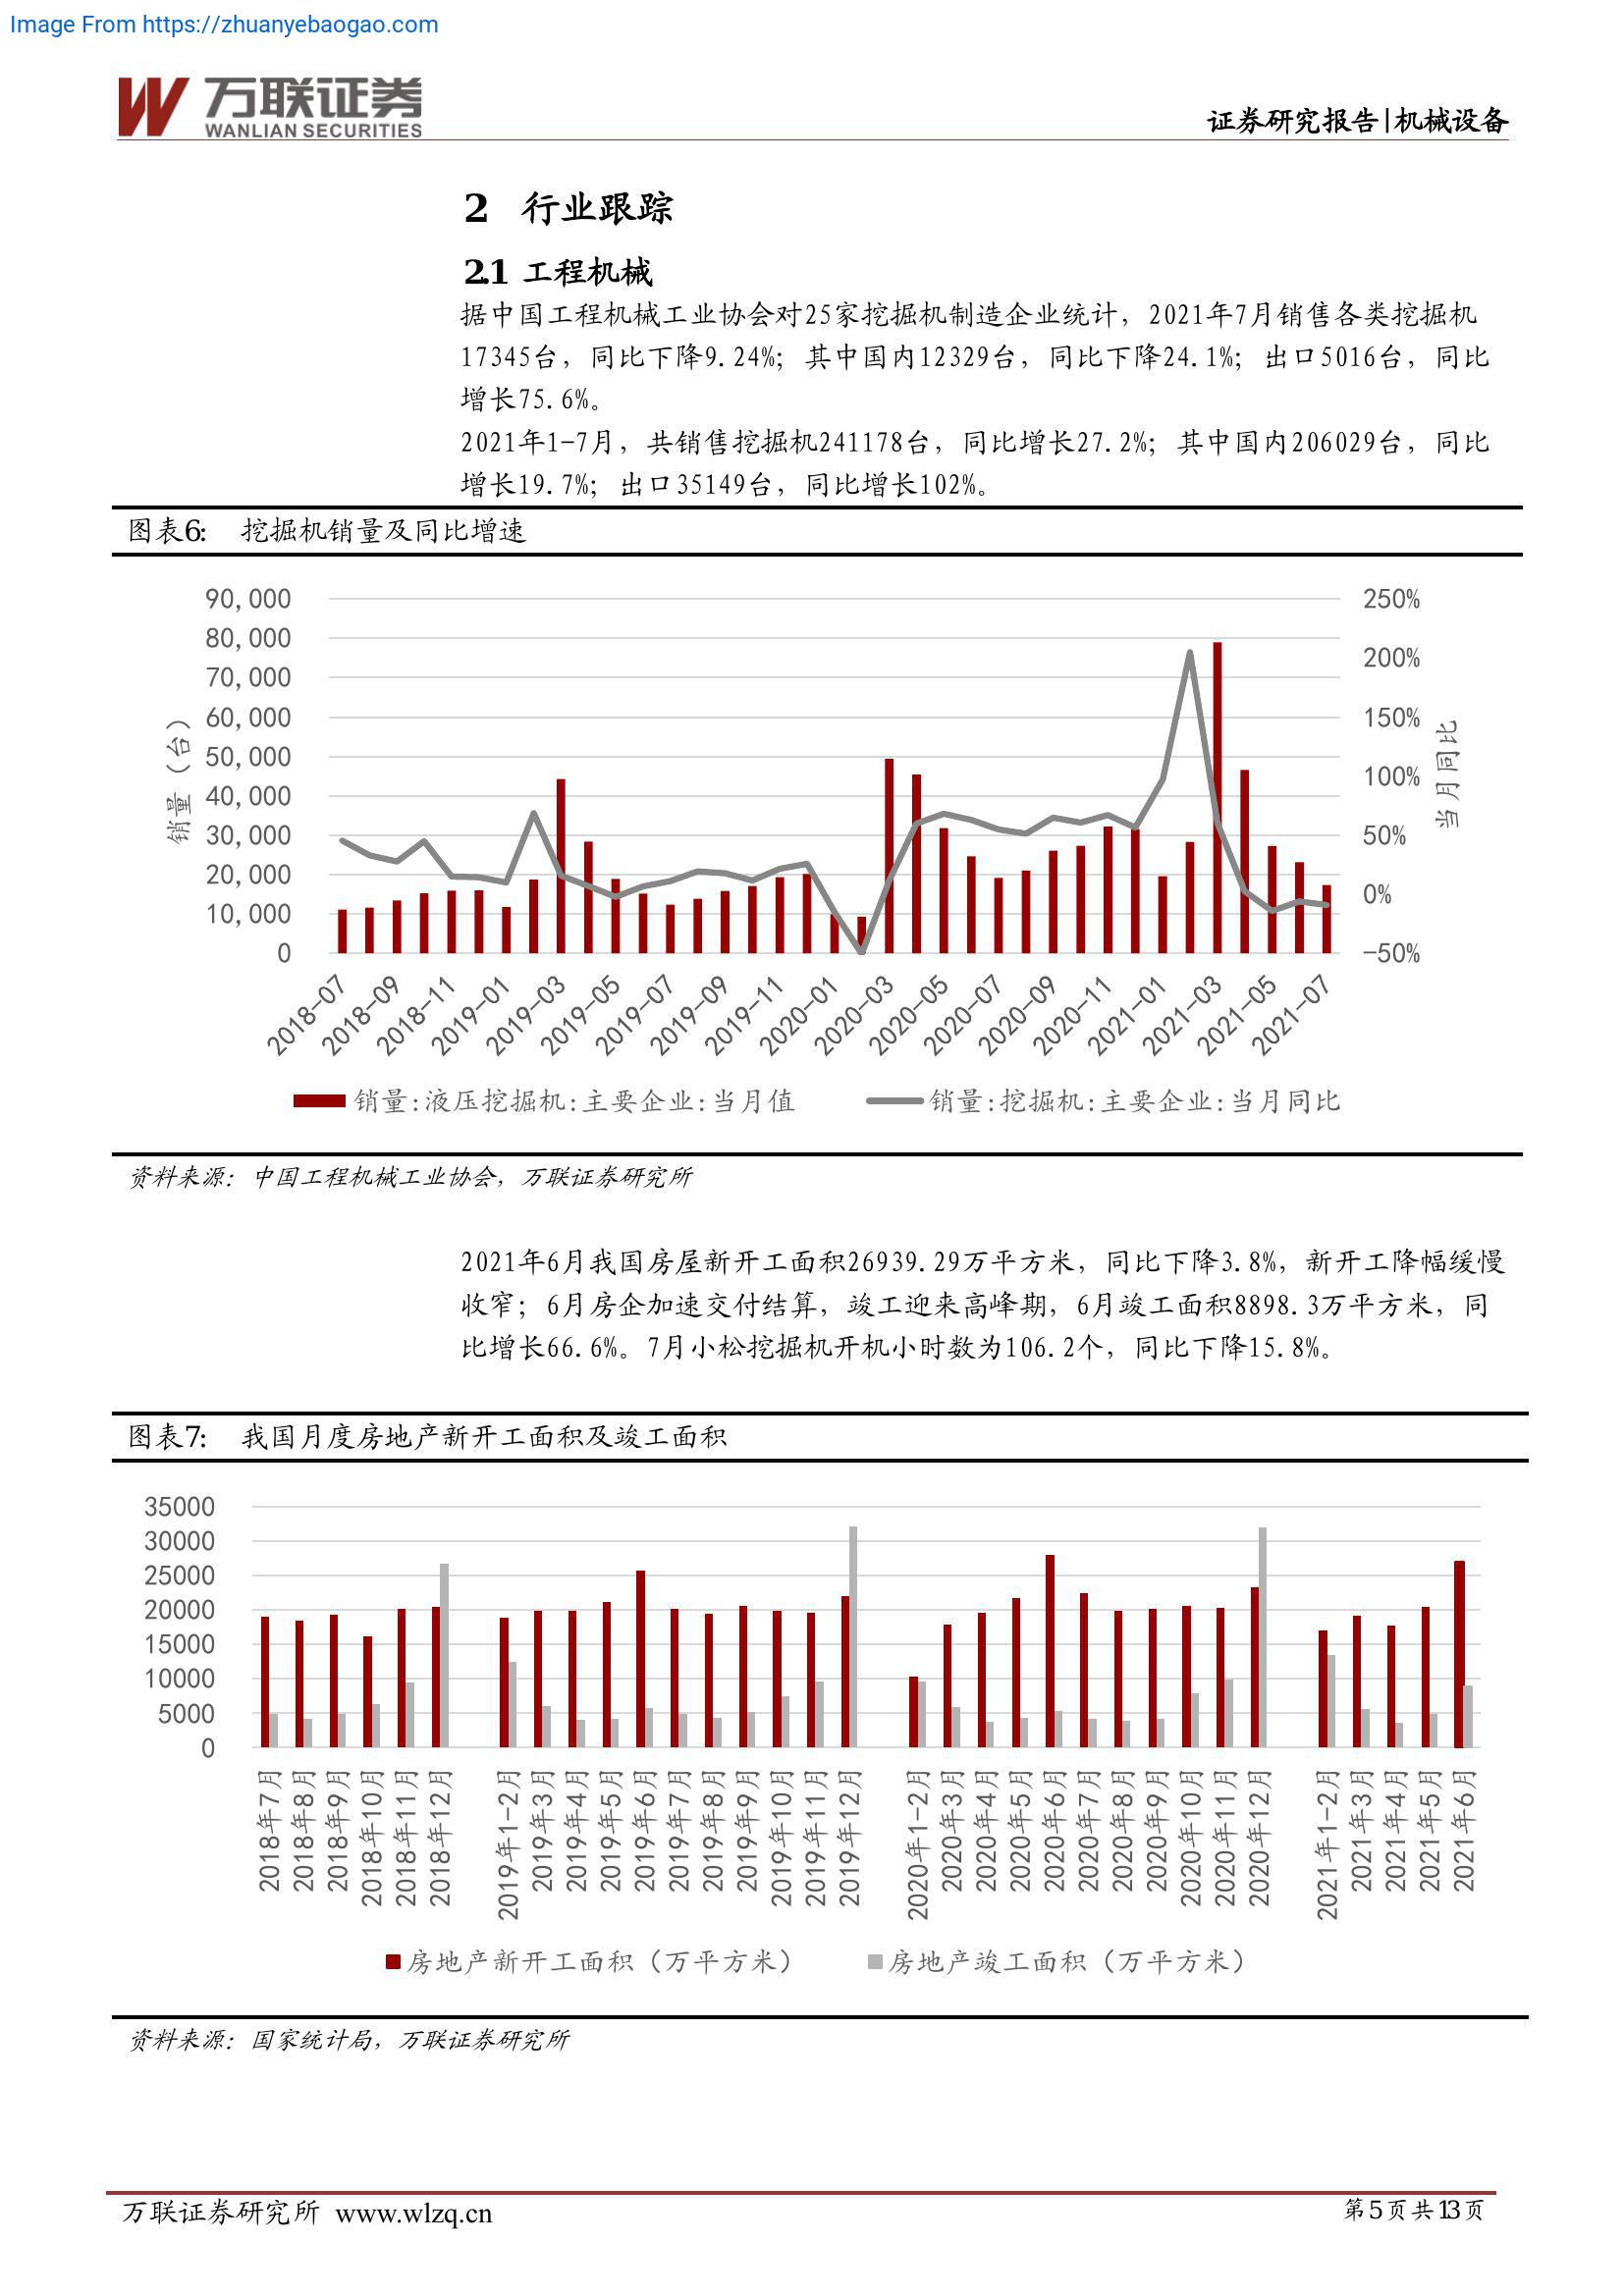 Image From https://zhuanyebaogao.com
万联证券
WANLIAN SECURITIES
证券研究报告|机械设备
2 行业跟踪
2.1 工程机械
据中国工程机械工业协会对25家挖掘机制造企业统计，2021年7月销售各类挖掘机
17345台，同比下降9.24%；其中国内12329台，同比下降24.1%；出口5016台，同比
增长75.6%。
2021年1-7月，共销售挖掘机241178台，同比增长27.2%；其中国内206029台，同比
增长19.7%；出口35149台，同比增长102%。
图表6： 挖掘机销量及同比增速
90,000
80,000
70,000
60,000
50,000
40,000
30,000
20,000
10,000
0
销量（台）
250%
200%
150%
100%
50%
0%
-50%
当月同比
2018-07
2018-09
2018-11
2019-01
2019-03
2019-05
2019-07
2019-09
2019-11
2020-01
2020-03
2020-05
2020-07
2020-09
2020-11
2021-01
2021-03
2021-05
2021-07
销量:液压挖掘机:主要企业:当月值
销量:挖掘机:主要企业:当月同比
资料来源：中国工程机械工业协会，万联证券研究所
2021年6月我国房屋新开工面积26939.29万平方米，同比下降3.8%，新开工降幅缓慢
收窄；6月房企加速交付结算，竣工迎来高峰期，6月竣工面积8898.3万平方米，同
比增长66.6%。7月小松挖掘机开机小时数为106.2个，同比下降15.8%。
图表7： 我国月度房地产新开工面积及竣工面积
35000
30000
25000
20000
15000
10000
5000
0
2018年7月
2018年8月
2018年9月
2018年10月
2018年11月
2018年12月
2019年1-2月
2019年3月
2019年4月
2019年5月
2019年6月
2019年7月
2019年8月
2019年9月
2019年10月
2019年11月
2019年12月
2020年1-2月
2020年3月
2020年4月
2020年5月
2020年6月
2020年7月
2020年8月
2020年9月
2020年10月
2020年11月
2020年12月
2021年1-2月
2021年3月
2021年4月
2021年5月
2021年6月
房地产新开工面积（万平方米）
房地产竣工面积（万平方米）
资料来源：国家统计局，万联证券研究所
万联证券研究所 www.wlzq.cn
第5页共13页